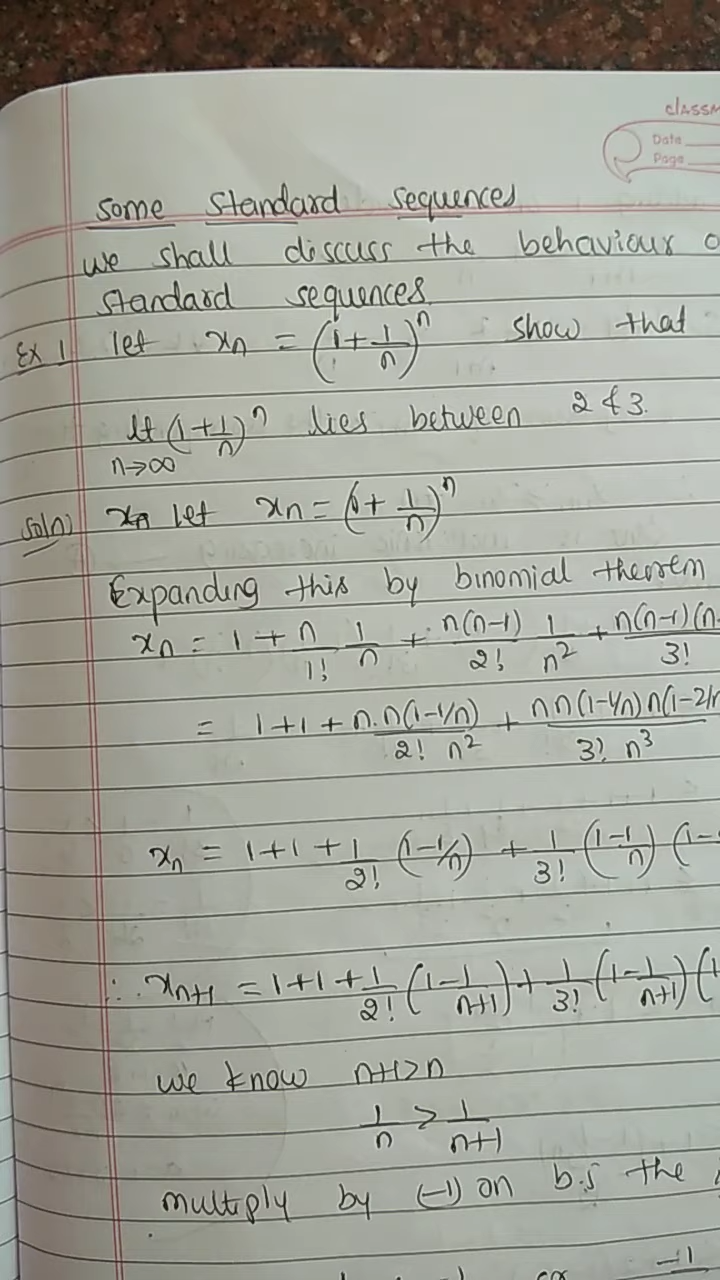 classm
Date
Page
Some Standard sequences
we shall discuss the behaviour o
Standard sequences.
Ex 1 let xn = (1+1/n)^n show that
lt n→∞ (1+1/n)^n lies between 2 & 3.
Soln) let xn = (1+1/n)^n
Expanding this by binomial theorem
xn = 1 + n/1! 1/n + n(n-1)/2! 1/n² + n(n-1)(n-/3!
= 1+1+ n.n(1-1/n)/2! n² + n n(1-1/n) n(1-2/n/3! n³
xn = 1+1+1/2! (1-1/n) + 1/3! (1-1/n) (1-
∴ xn+1 = 1+1+1/2! (1-1/n+1) + 1/3! (1-1/n+1) (1
we know n+1>n
1/n > 1/n+1
multiply by (-1) on b.s the
-1